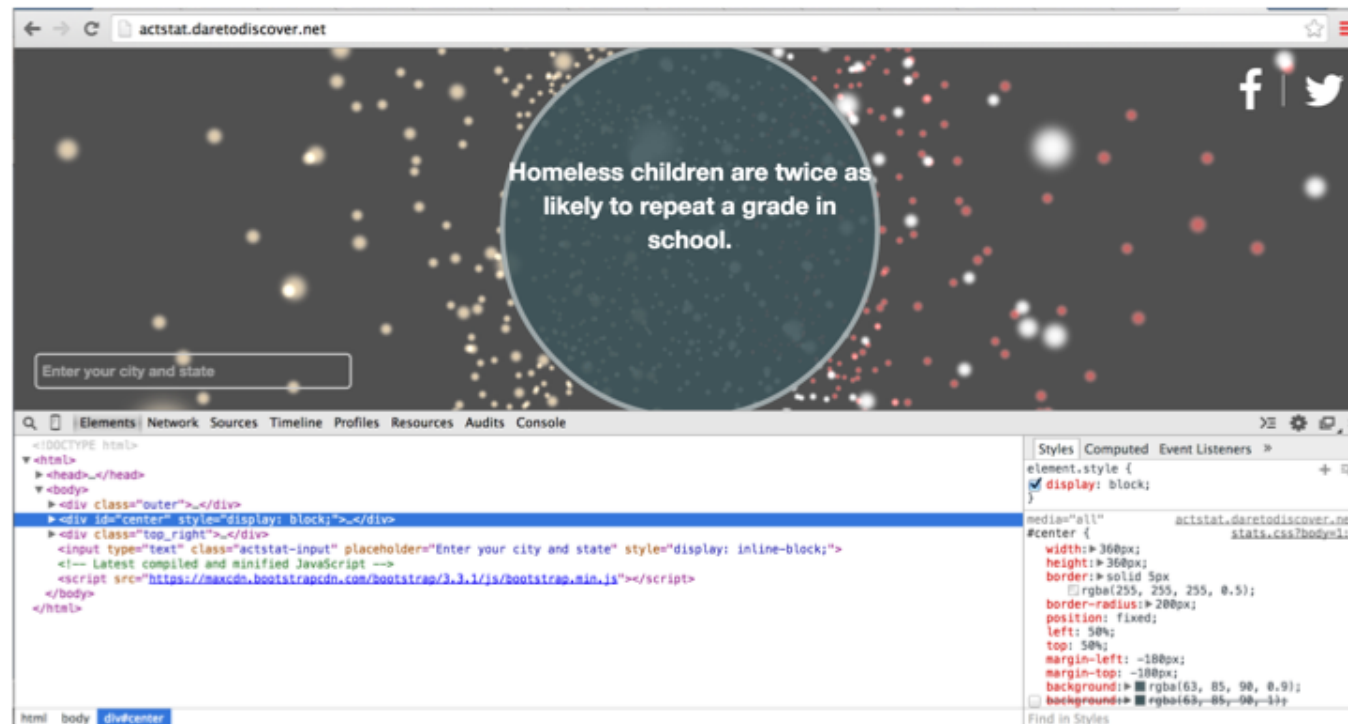 actstat.daretodiscover.net
Homeless children are twice as
likely to repeat a grade in
school.
Enter your city and state
Elements Network Sources Timeline Profiles Resources Audits Console
<!DOCTYPE html>
▼<html>
▶<head>…</head>
▼<body>
▶<div class="outer">…</div>
▶<div id="center" style="display: block;">…</div>
▶<div class="top_right">…</div>
<input type="text" class="actstat-input" placeholder="Enter your city and state" style="display: inline-block;">
<!-- Latest compiled and minified JavaScript -->
<script src="https://maxcdn.bootstrapcdn.com/bootstrap/3.3.1/js/bootstrap.min.js"></script>
</body>
</html>
html body div#center
Styles Computed Event Listeners »
element.style {
display: block;
}
media="all" actstat.daretodiscover.ne
#center { stats.css?body=1:
width:▶360px;
height:▶360px;
border:▶solid 5px
rgba(255, 255, 255, 0.5);
border-radius:▶200px;
position: fixed;
left: 50%;
top: 50%;
margin-left: -180px;
margin-top: -180px;
background:▶rgba(63, 85, 90, 0.9);
background:▶rgba(63, 85, 90, 1);
Find in Styles